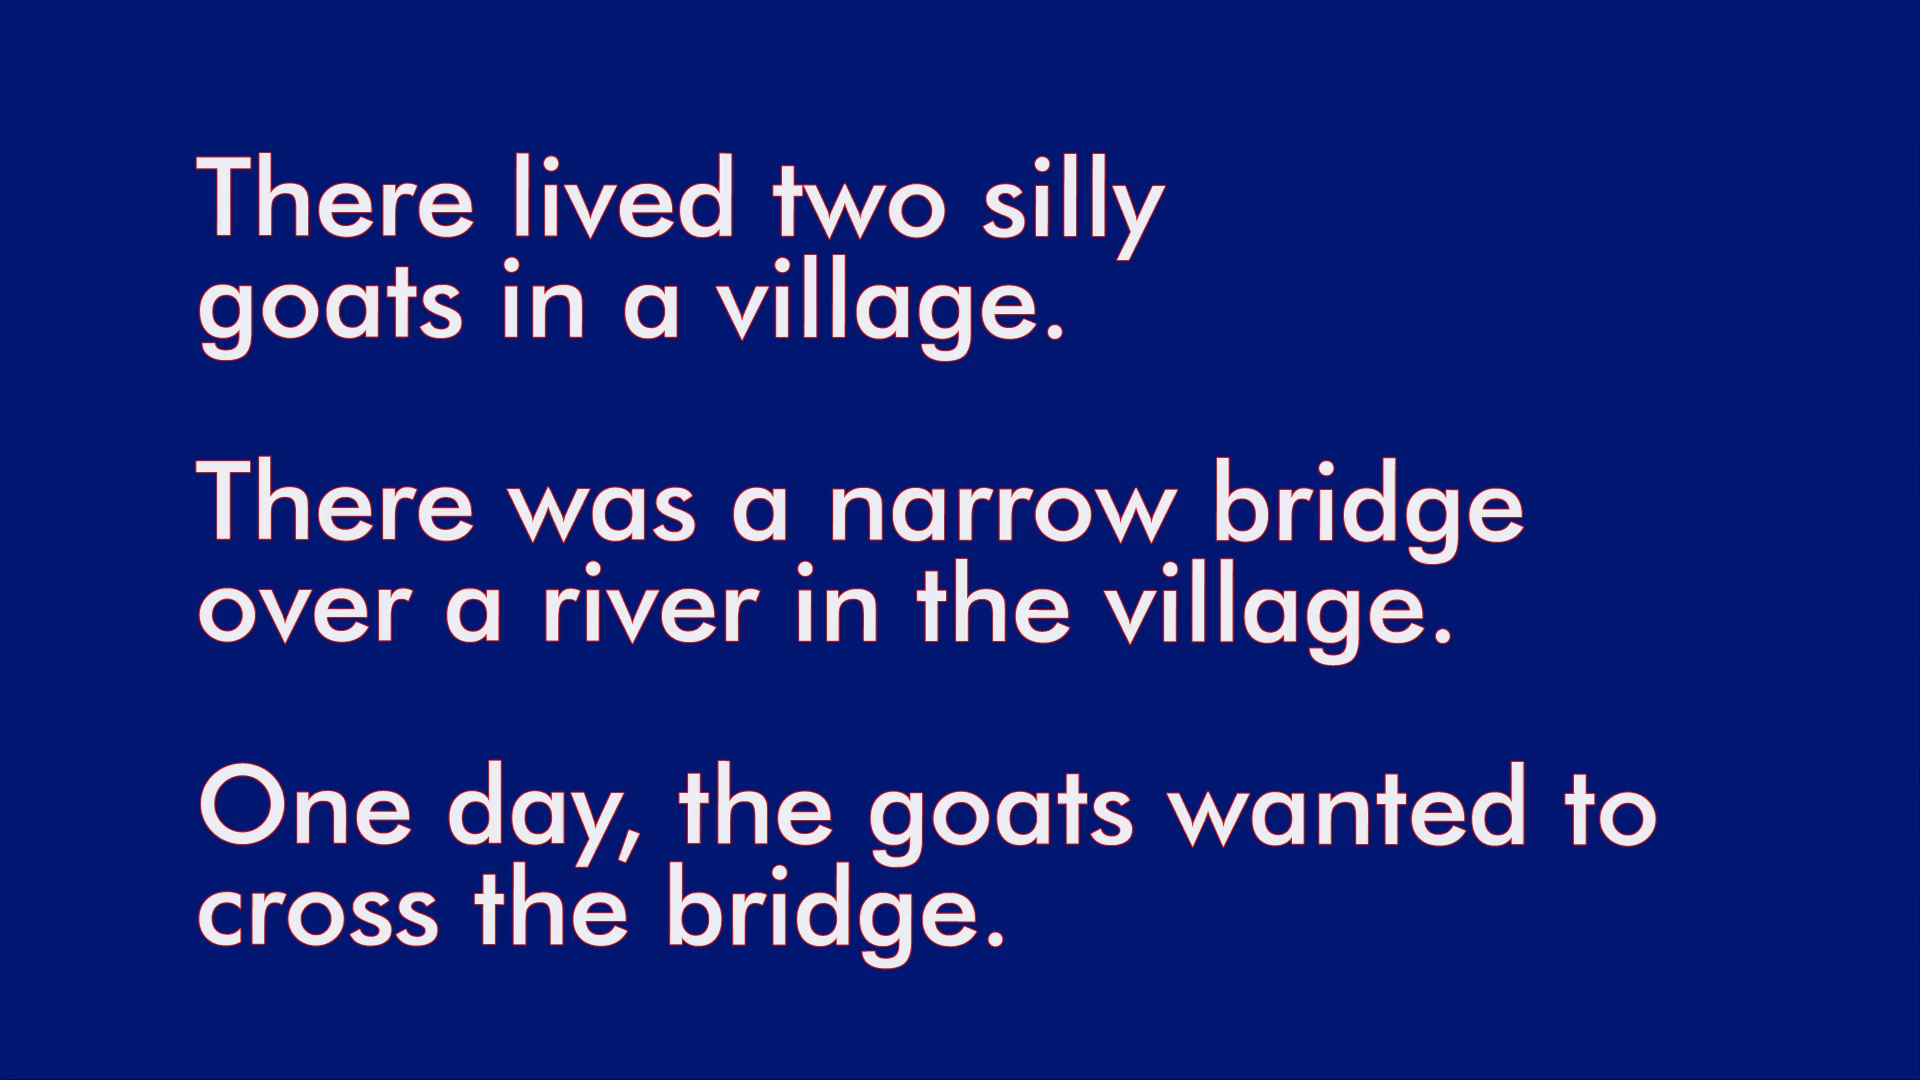 There lived two silly
goats in a village.
There was a narrow bridge
over a river in the village.
One day, the goats wanted to
cross the bridge.